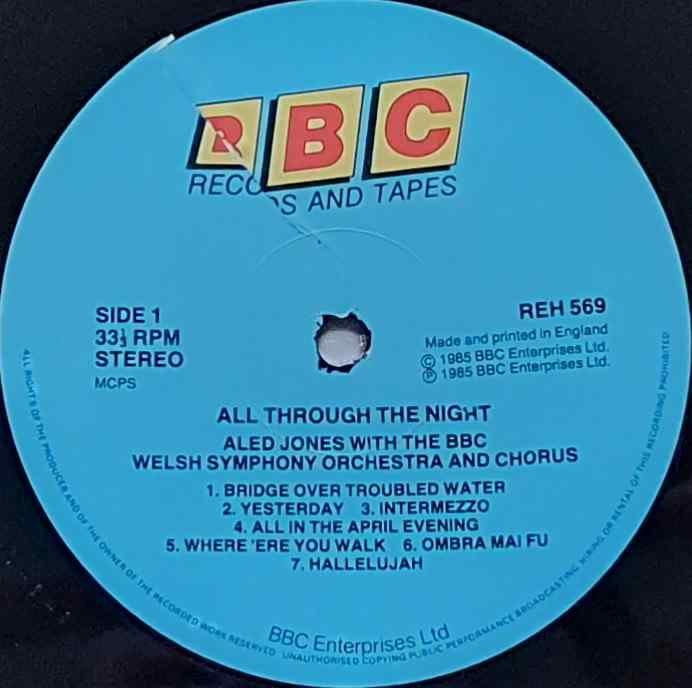 BBC
RECORDS AND TAPES
SIDE 1
33⅓ RPM
STEREO
MCPS
REH 569
Made and printed in England
© 1985 BBC Enterprises Ltd.
℗ 1985 BBC Enterprises Ltd.
ALL THROUGH THE NIGHT
ALED JONES WITH THE BBC
WELSH SYMPHONY ORCHESTRA AND CHORUS
1. BRIDGE OVER TROUBLED WATER
2. YESTERDAY 3. INTERMEZZO
4. ALL IN THE APRIL EVENING
5. WHERE 'ERE YOU WALK 6. OMBRA MAI FU
7. HALLELUJAH
BBC Enterprises Ltd
ALL RIGHTS OF THE PRODUCER AND OF THE OWNER OF THE RECORDED WORK RESERVED. UNAUTHORISED COPYING PUBLIC PERFORMANCE BROADCASTING, HIRING OR RENTAL OF THIS RECORDING PROHIBITED